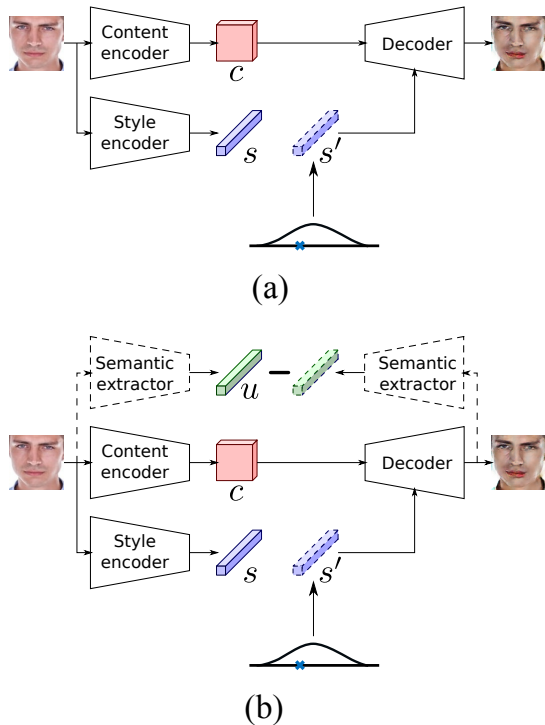 Content
encoder
c
Decoder
Style
encoder
s
s′
(a)
Semantic
extractor
u
Semantic
extractor
Content
encoder
c
Decoder
Style
encoder
s
s′
(b)